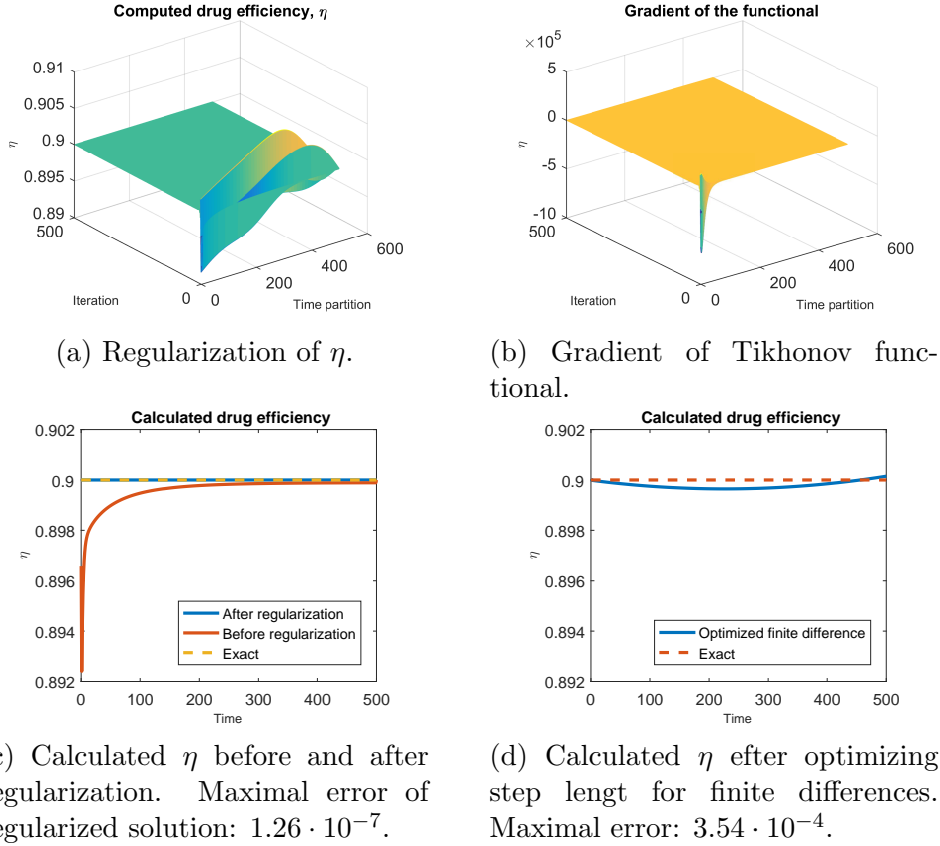 Computed drug efficiency, η
0.91
0.905
0.9
0.895
0.89
η
500
0
Iteration
0
200
400
600
Time partition
(a) Regularization of η.
Gradient of the functional
×10⁵
5
0
-5
-10
η
500
0
Iteration
0
200
400
600
Time partition
(b) Gradient of Tikhonov func-
tional.
Calculated drug efficiency
0.902
0.9
0.898
0.896
0.894
0.892
η
After regularization
Before regularization
Exact
0 100 200 300 400 500
Time
c) Calculated η before and after
egularization. Maximal error of
egularized solution: 1.26 · 10⁻⁷.
Calculated drug efficiency
0.902
0.9
0.898
0.896
0.894
0.892
η
Optimized finite difference
Exact
0 100 200 300 400 500
Time
(d) Calculated η efter optimizing
step lengt for finite differences.
Maximal error: 3.54 · 10⁻⁴.